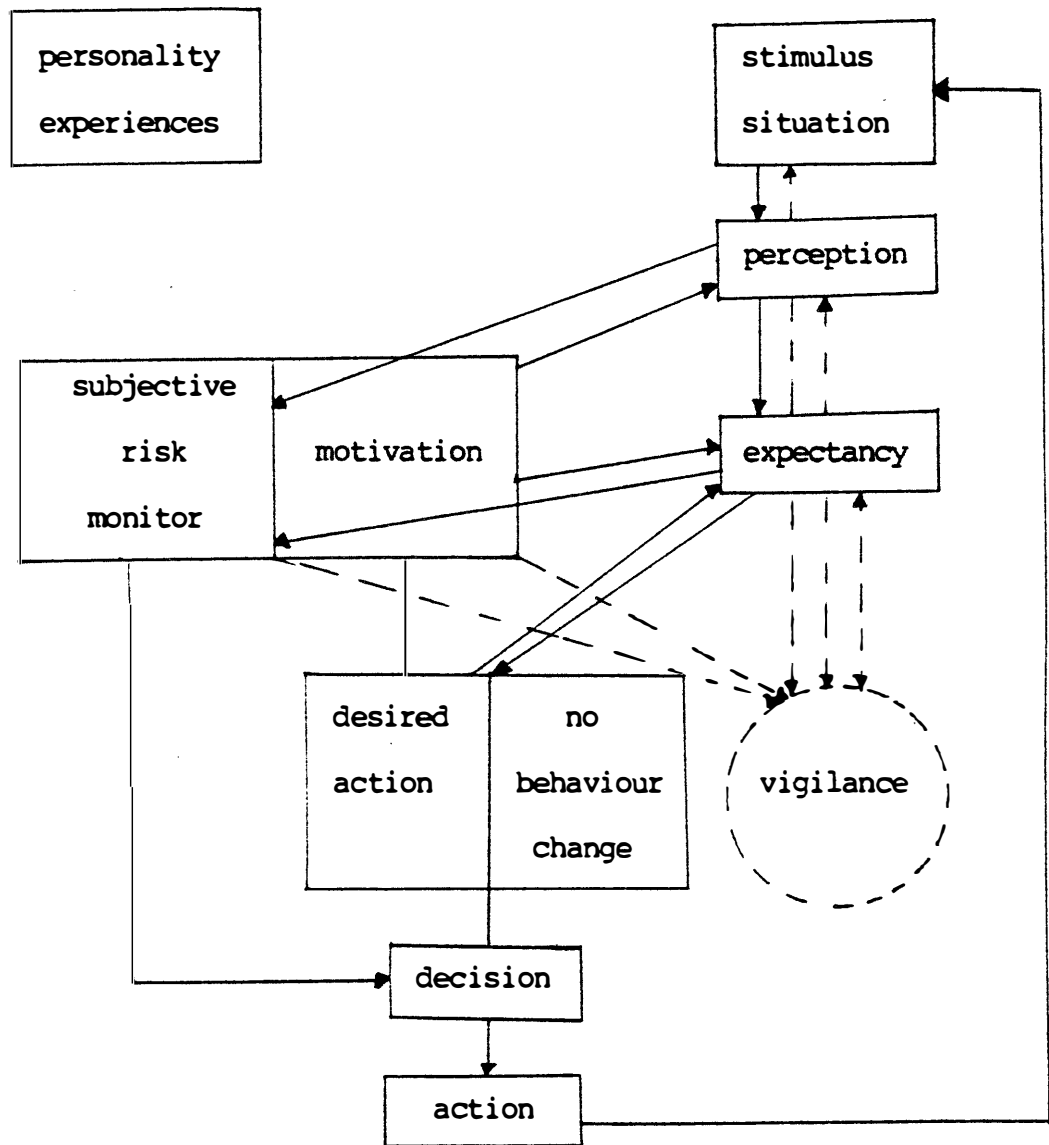 personality
experiences
stimulus
situation
perception
subjective
risk
monitor
motivation
expectancy
desired
action
no
behaviour
change
vigilance
decision
action